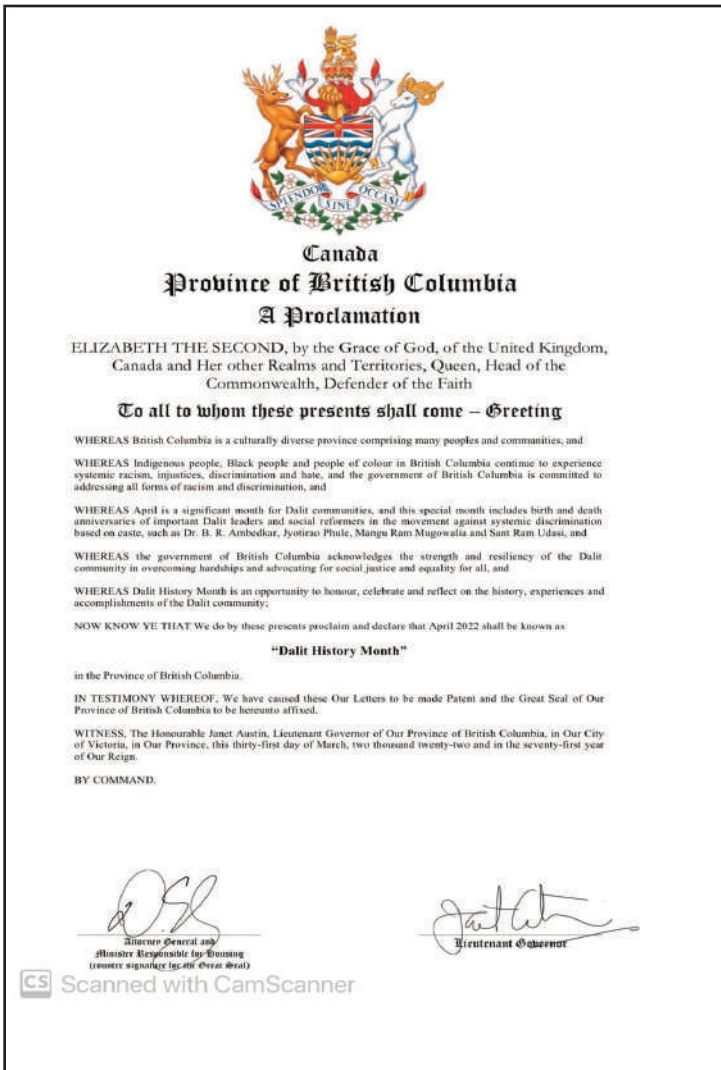 SPLENDOR SINE OCCASU
Canada
Province of British Columbia
A Proclamation
ELIZABETH THE SECOND, by the Grace of God, of the United Kingdom,
Canada and Her other Realms and Territories, Queen, Head of the
Commonwealth, Defender of the Faith
To all to whom these presents shall come – Greeting
WHEREAS British Columbia is a culturally diverse province comprising many peoples and communities, and
WHEREAS Indigenous people, Black people and people of colour in British Columbia continue to experience
systemic racism, injustices, discrimination and hate, and the government of British Columbia is committed to
addressing all forms of racism and discrimination, and
WHEREAS April is a significant month for Dalit communities, and this special month includes birth and death
anniversaries of important Dalit leaders and social reformers in the movement against systemic discrimination
based on caste, such as Dr. B. R. Ambedkar, Jyotirao Phule, Mangu Ram Mugowalia and Sant Ram Udasi, and
WHEREAS the government of British Columbia acknowledges the strength and resiliency of the Dalit
community in overcoming hardships and advocating for social justice and equality for all, and
WHEREAS Dalit History Month is an opportunity to honour, celebrate and reflect on the history, experiences and
accomplishments of the Dalit community;
NOW KNOW YE THAT We do by these presents proclaim and declare that April 2022 shall be known as
“Dalit History Month”
in the Province of British Columbia.
IN TESTIMONY WHEREOF, We have caused these Our Letters to be made Patent and the Great Seal of Our
Province of British Columbia to be hereunto affixed.
WITNESS, The Honourable Janet Austin, Lieutenant Governor of Our Province of British Columbia, in Our City
of Victoria, in Our Province, this thirty-first day of March, two thousand twenty-two and in the seventy-first year
of Our Reign.
BY COMMAND.
Attorney General and
Minister Responsible for Housing
(counter signature for the Great Seal)
Lieutenant Governor
CS Scanned with CamScanner